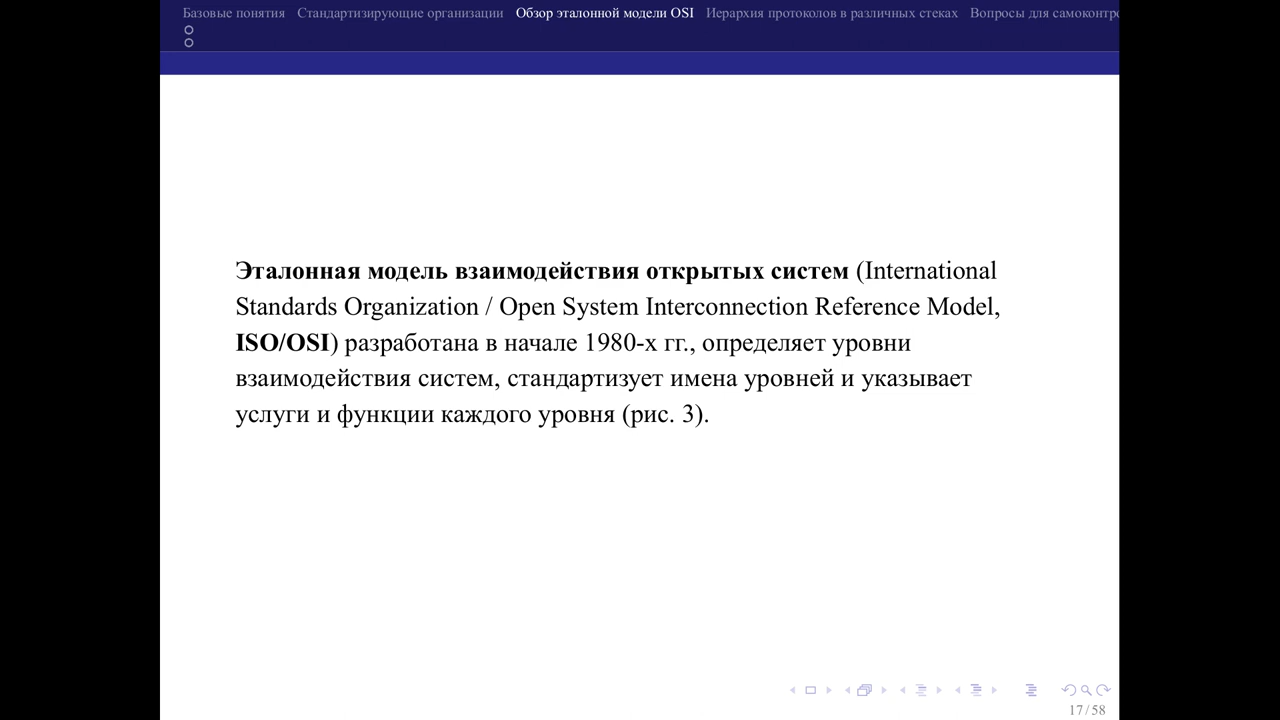 Базовые понятия Стандартизирующие организации Обзор эталонной модели OSI Иерархия протоколов в различных стеках Вопросы для
Эталонная модель взаимодействия открытых систем (International
Standards Organization / Open System Interconnection Reference Model,
ISO/OSI) разработана в начале 1980-х гг., определяет уровни
взаимодействия систем, стандартизует имена уровней и указывает
услуги и функции каждого уровня (рис. 3).
17/58